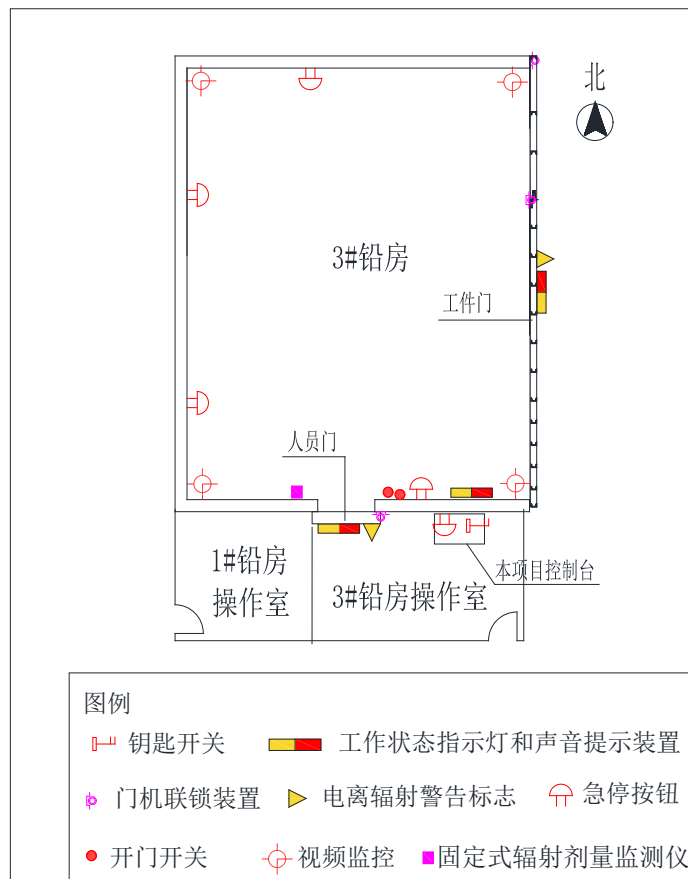 北
3#铅房
工件门
人员门
1#铅房
操作室
3#铅房操作室
本项目控制台
图例
钥匙开关
工作状态指示灯和声音提示装置
门机联锁装置
电离辐射警告标志
急停按钮
开门开关
视频监控
固定式辐射剂量监测仪